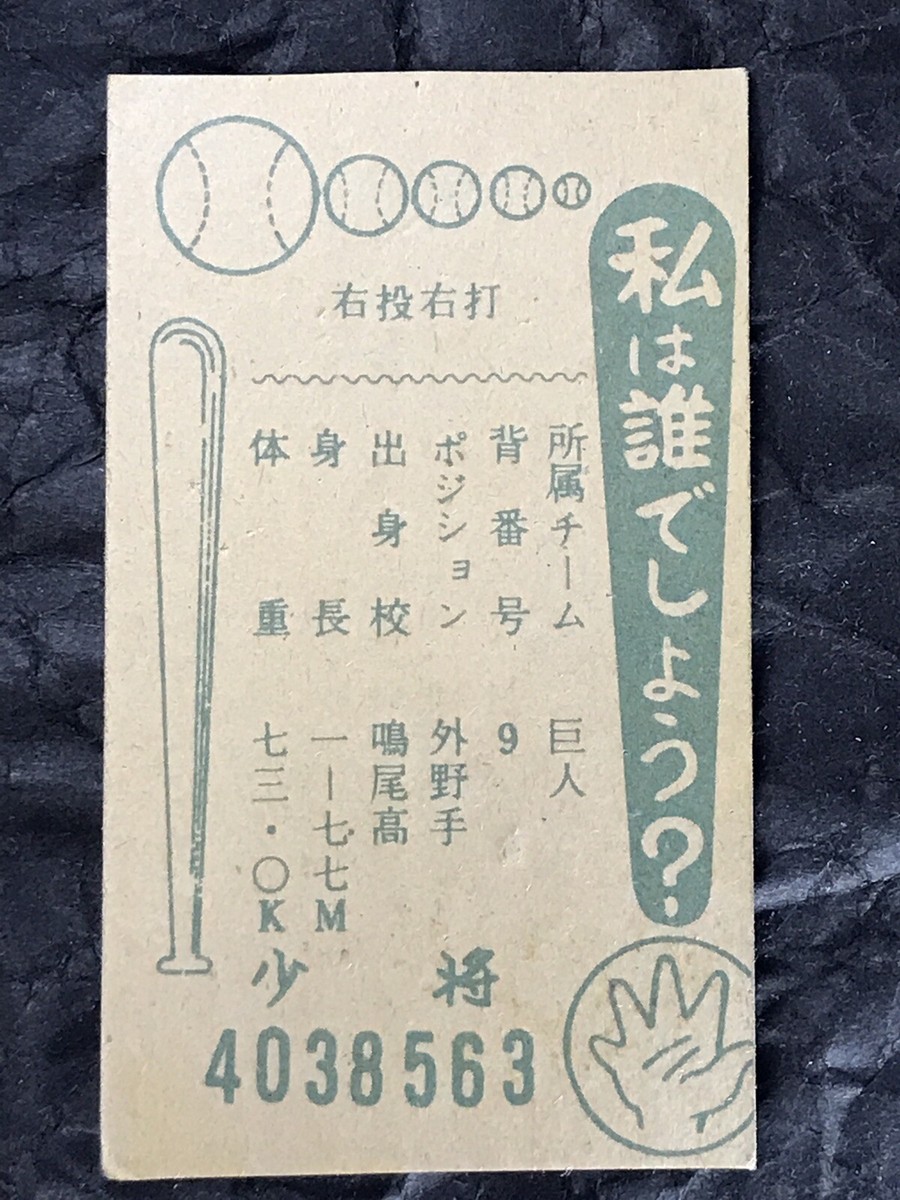 私は誰でしょう?
右投右打
所属チーム 巨人
背番号 9
ポジション 外野手
出身校 鳴尾高
身長 一―七七M
体重 七三・〇K
少将
4038563